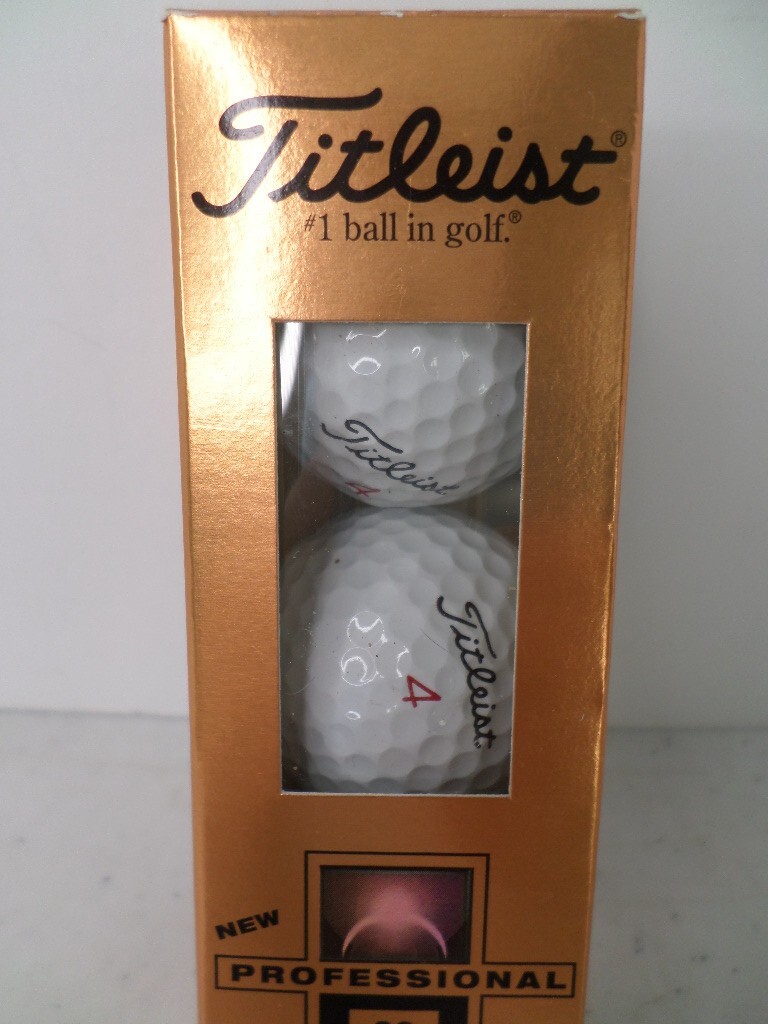 Titleist®
#1 ball in golf.®
Titleist
4
4
Titleist
NEW
PROFESSIONAL